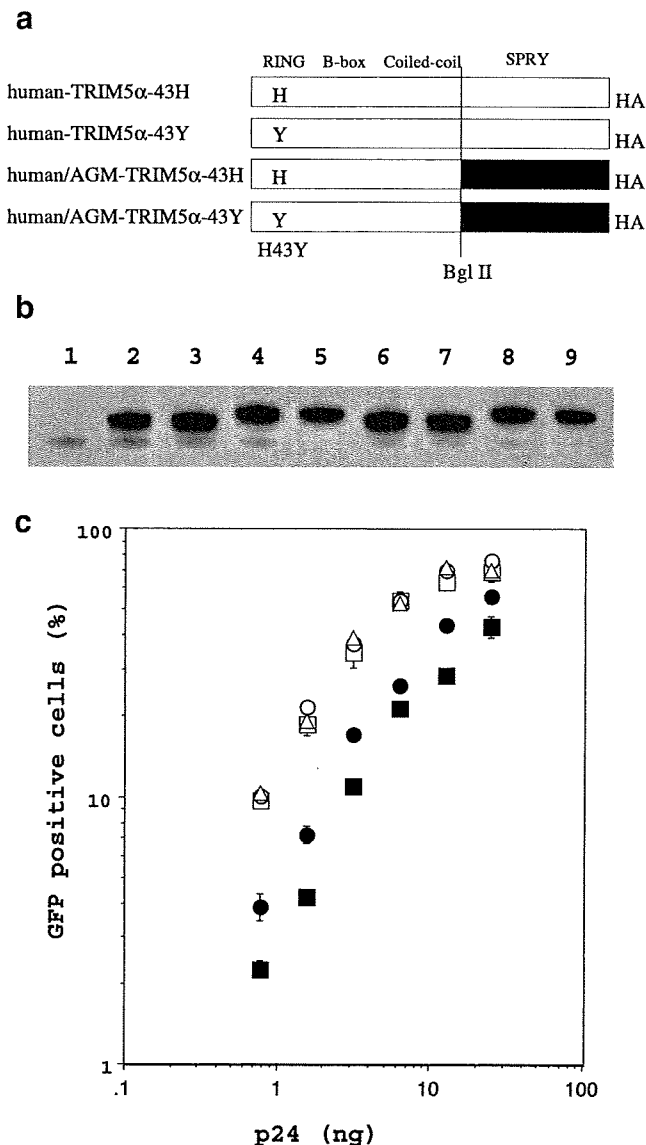 a
RING B-box Coiled-coil SPRY
human-TRIM5α-43H H HA
human-TRIM5α-43Y Y HA
human/AGM-TRIM5α-43H H HA
human/AGM-TRIM5α-43Y Y HA
H43Y
Bgl II
b
1 2 3 4 5 6 7 8 9
c
100
10
1
GFP positive cells (%)
.1 1 10 100
p24 (ng)